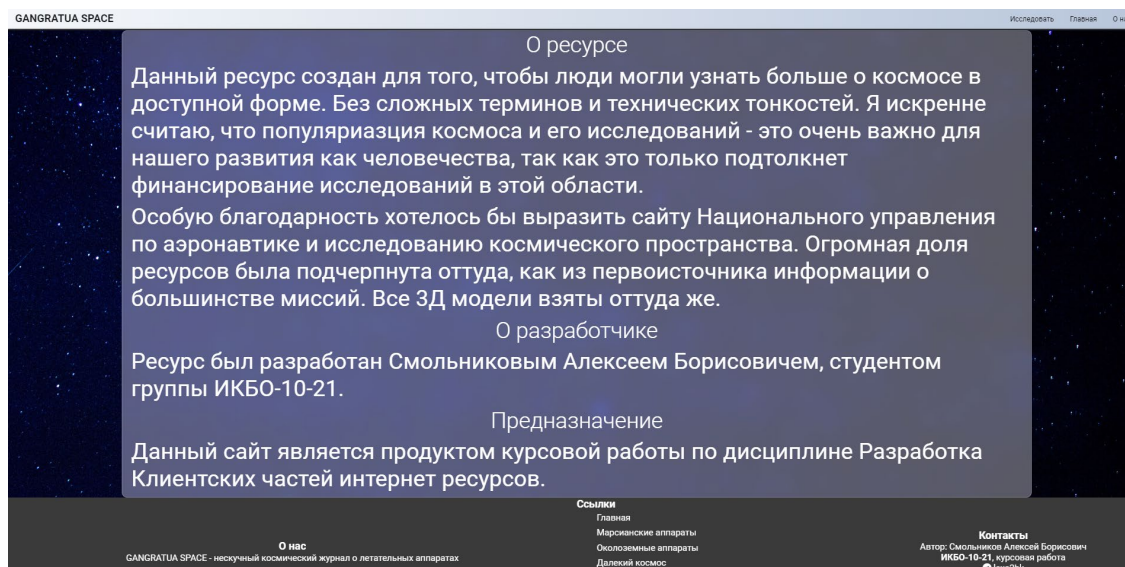 GANGRATUA SPACE
Исследовать Главная
О ресурсе
Данный ресурс создан для того, чтобы люди могли узнать больше о космосе в
доступной форме. Без сложных терминов и технических тонкостей. Я искренне
считаю, что популяриазция космоса и его исследований - это очень важно для
нашего развития как человечества, так как это только подтолкнет
финансирование исследований в этой области.
Особую благодарность хотелось бы выразить сайту Национального управления
по аэронавтике и исследованию космического пространства. Огромная доля
ресурсов была подчерпнута оттуда, как из первоисточника информации о
большинстве миссий. Все 3Д модели взяты оттуда же.
О разработчике
Ресурс был разработан Смольниковым Алексеем Борисовичем, студентом
группы ИКБО-10-21.
Предназначение
Данный сайт является продуктом курсовой работы по дисциплине Разработка
Клиентских частей интернет ресурсов.
О нас
GANGRATUA SPACE - нескучный космический журнал о летательных аппаратах
Ссылки
Главная
Марсианские аппараты
Околоземные аппараты
Далекий космос
Контакты
Автор: Смольников Алексей Борисович
ИКБО-10-21, курсовая работа